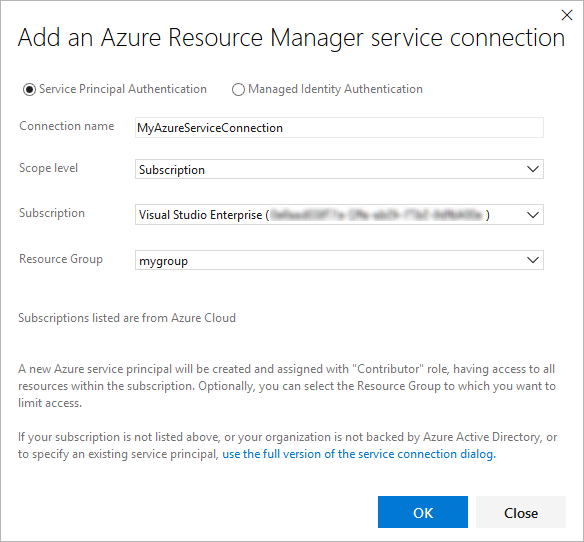 Add an Azure Resource Manager service connection
Service Principal Authentication Managed Identity Authentication
Connection name MyAzureServiceConnection
Scope level Subscription
Subscription Visual Studio Enterprise ( )
Resource Group mygroup
Subscriptions listed are from Azure Cloud
A new Azure service principal will be created and assigned with "Contributor" role, having access to all
resources within the subscription. Optionally, you can select the Resource Group to which you want to
limit access.
If your subscription is not listed above, or your organization is not backed by Azure Active Directory, or
to specify an existing service principal, use the full version of the service connection dialog.
OK Close